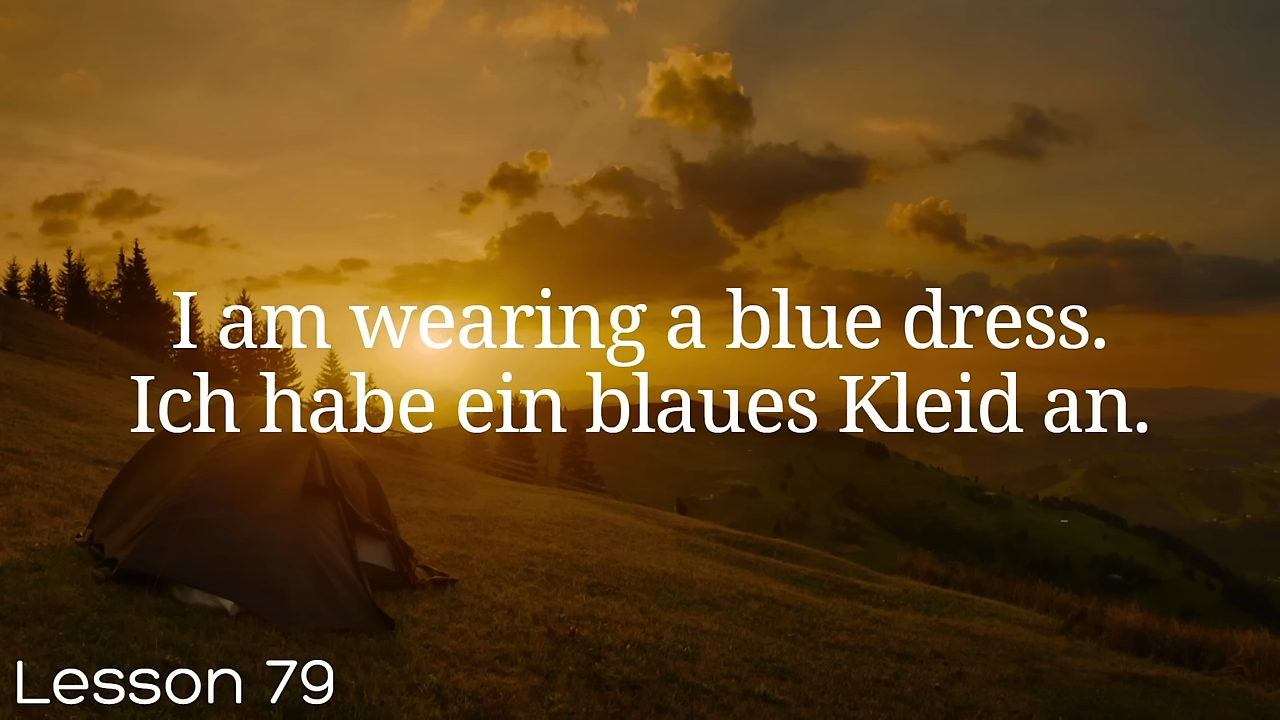 I am wearing a blue dress.
Ich habe ein blaues Kleid an.
Lesson 79